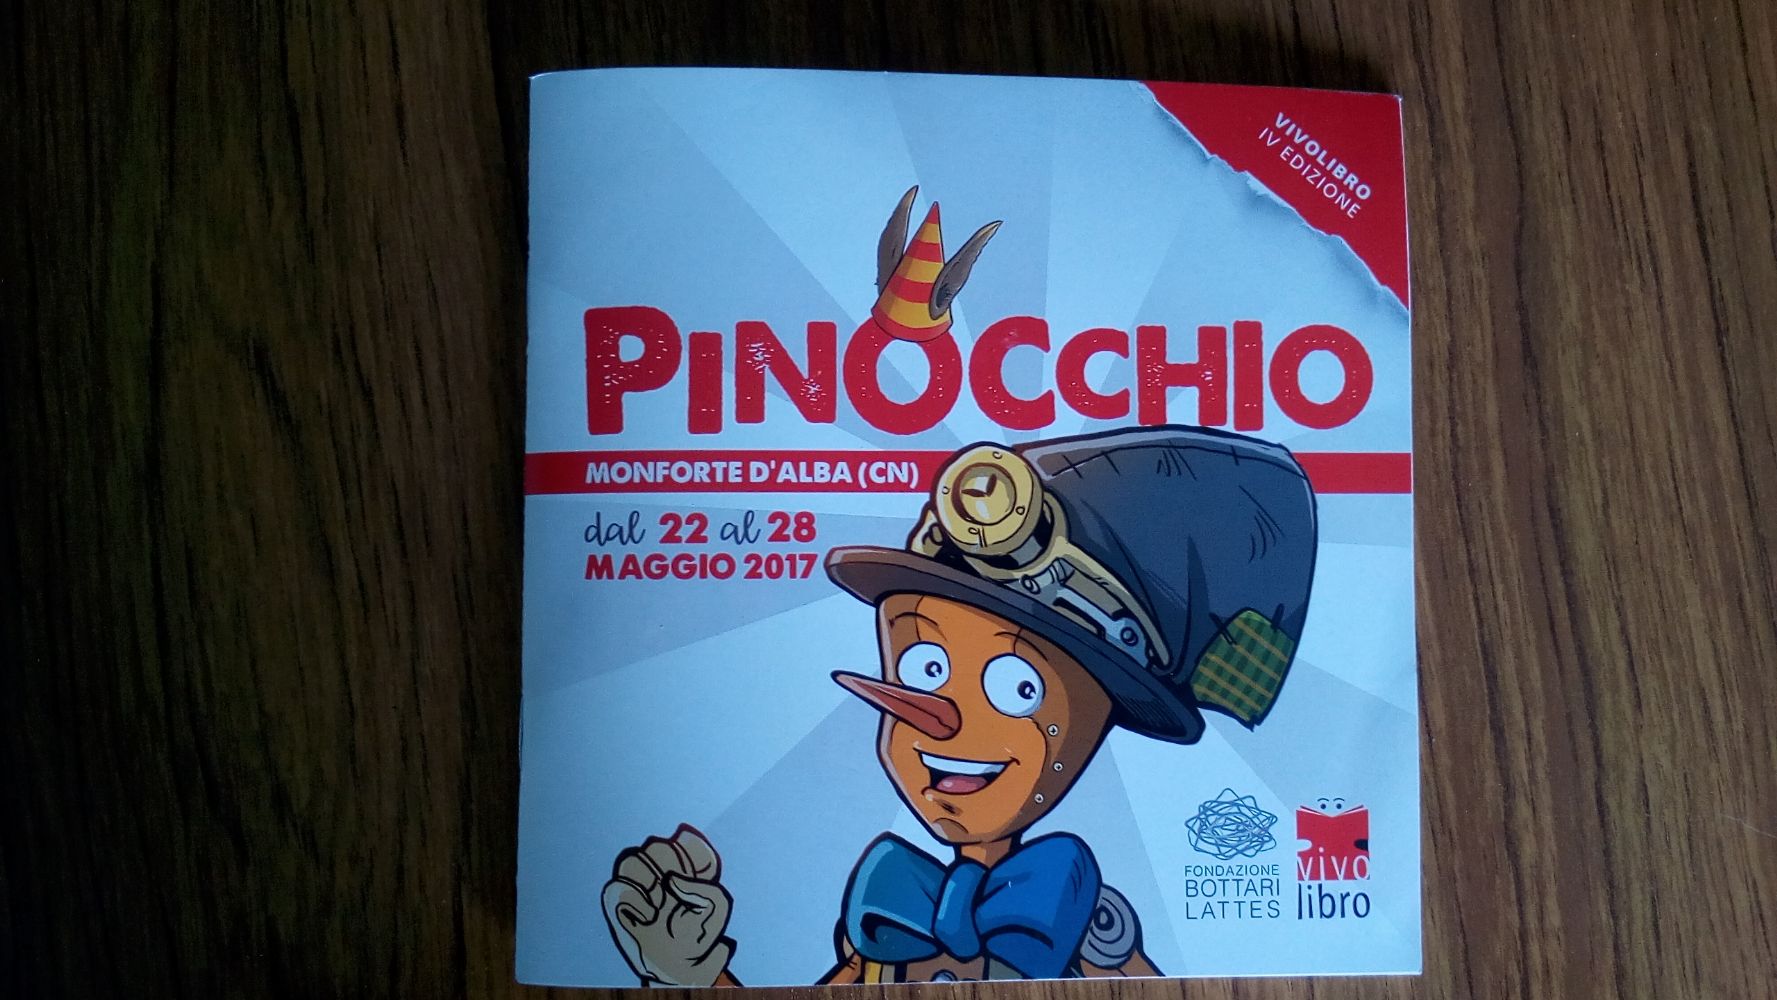 VIVOLIBRO
IV EDIZIONE
PINOCCHIO
MONFORTE D'ALBA (CN)
dal 22 al 28
MAGGIO 2017
FONDAZIONE
BOTTARI
LATTES
vivo
libro